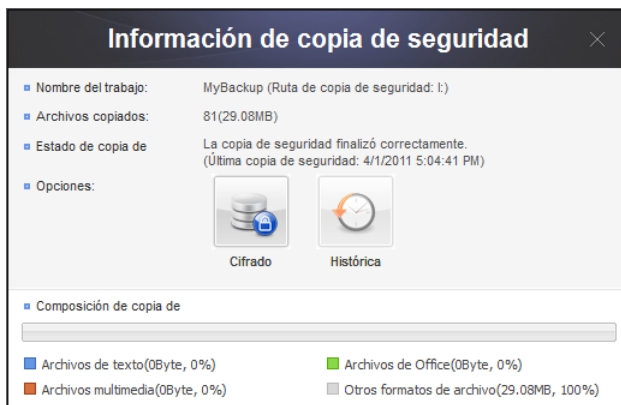 Información de copia de seguridad
Nombre del trabajo: MyBackup (Ruta de copia de seguridad: I:)
Archivos copiados: 81(29.08MB)
Estado de copia de La copia de seguridad finalizó correctamente.
(Última copia de seguridad: 4/1/2011 5:04:41 PM)
Opciones:
Cifrado Histórica
Composición de copia de
Archivos de texto(0Byte, 0%) Archivos de Office(0Byte, 0%)
Archivos multimedia(0Byte, 0%) Otros formatos de archivo(29.08MB, 100%)